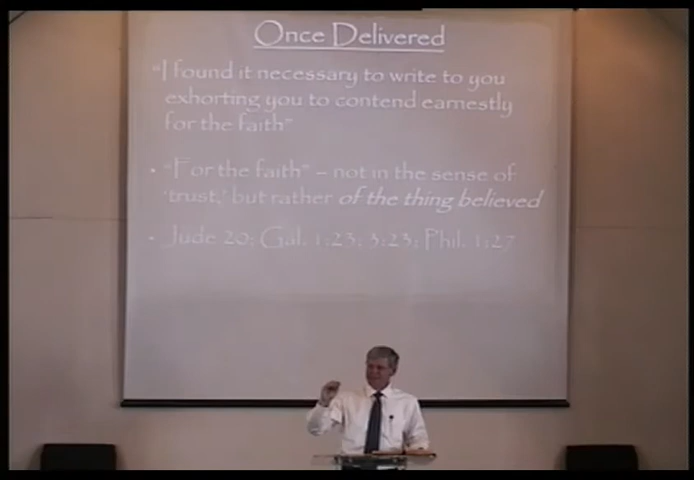 Once Delivered
"I found it necessary to write to you
exhorting you to contend earnestly
for the faith"
• "For the faith" – not in the sense of
'trust,' but rather of the thing believed
• Jude 20; Gal. 1:23; 3:23; Phil. 1:27